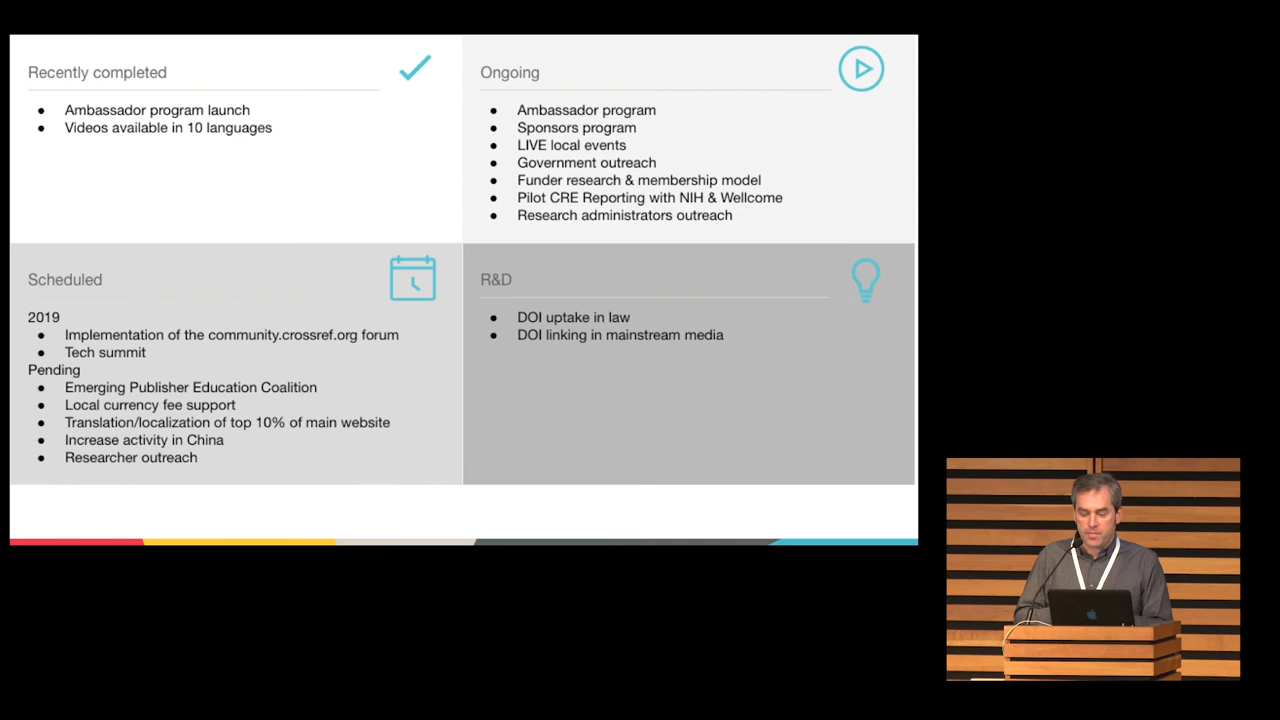 Recently completed
Ambassador program launch
Videos available in 10 languages
Ongoing
Ambassador program
Sponsors program
LIVE local events
Government outreach
Funder research & membership model
Pilot CRE Reporting with NIH & Wellcome
Research administrators outreach
Scheduled
2019
Implementation of the community.crossref.org forum
Tech summit
Pending
Emerging Publisher Education Coalition
Local currency fee support
Translation/localization of top 10% of main website
Increase activity in China
Researcher outreach
R&D
DOI uptake in law
DOI linking in mainstream media